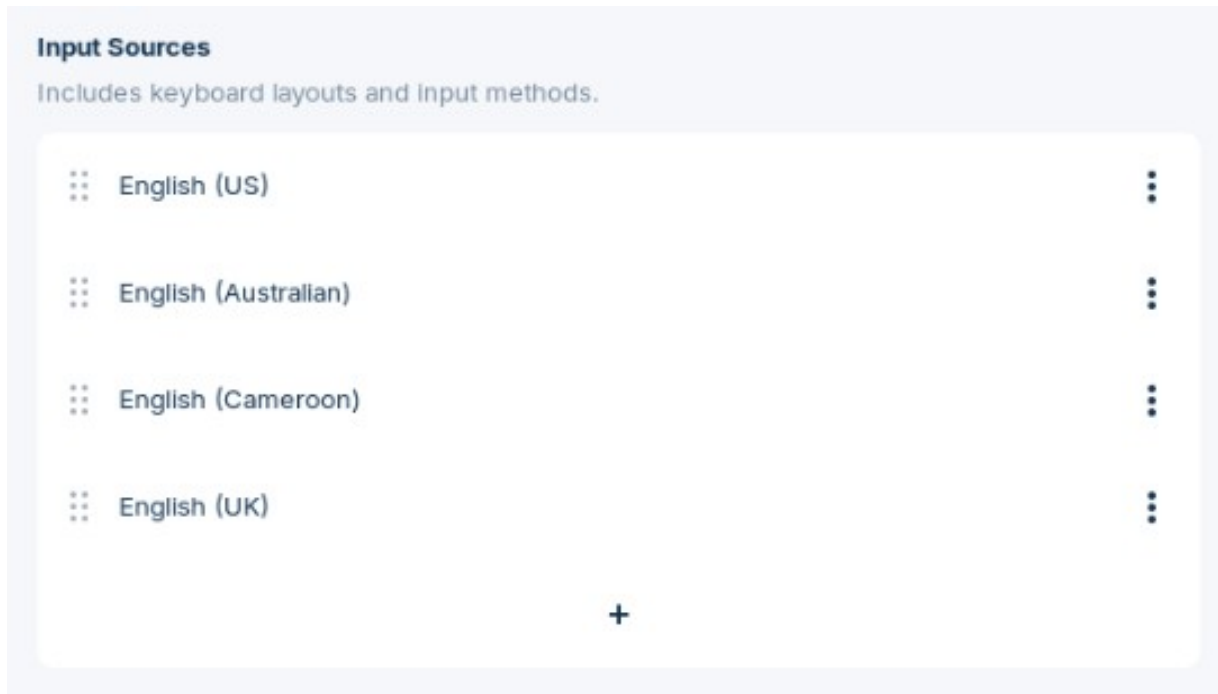 Input Sources
Includes keyboard layouts and input methods.
English (US)
English (Australian)
English (Cameroon)
English (UK)
+